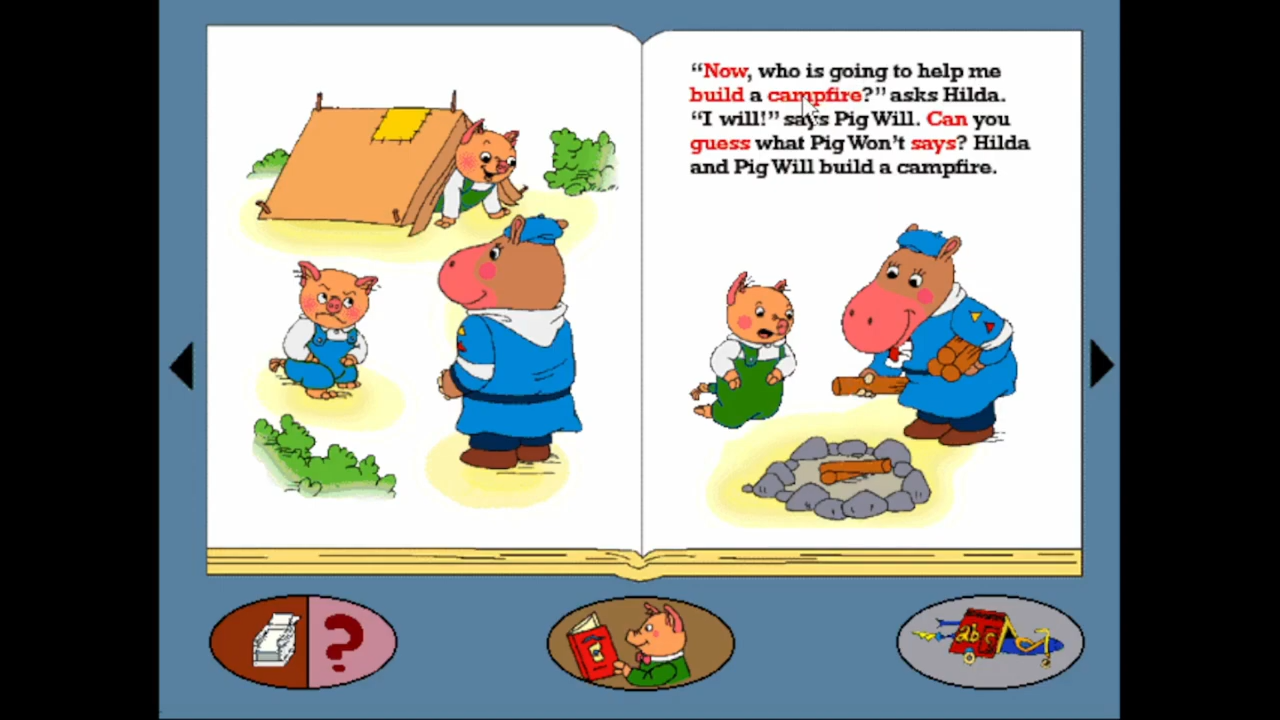 “Now, who is going to help me
build a campfire?” asks Hilda.
“I will!” says Pig Will. Can you
guess what Pig Won’t says? Hilda
and Pig Will build a campfire.
?
abc